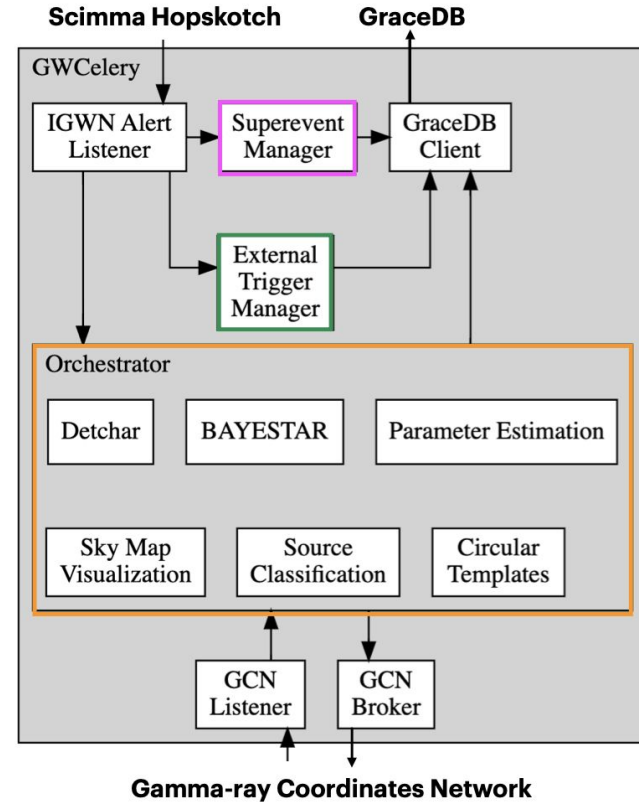 Scimma Hopskotch
GraceDB
GWCelery
IGWN Alert
Listener
Superevent
Manager
GraceDB
Client
External
Trigger
Manager
Orchestrator
Detchar
BAYESTAR
Parameter Estimation
Sky Map
Visualization
Source
Classification
Circular
Templates
GCN
Listener
GCN
Broker
Gamma-ray Coordinates Network